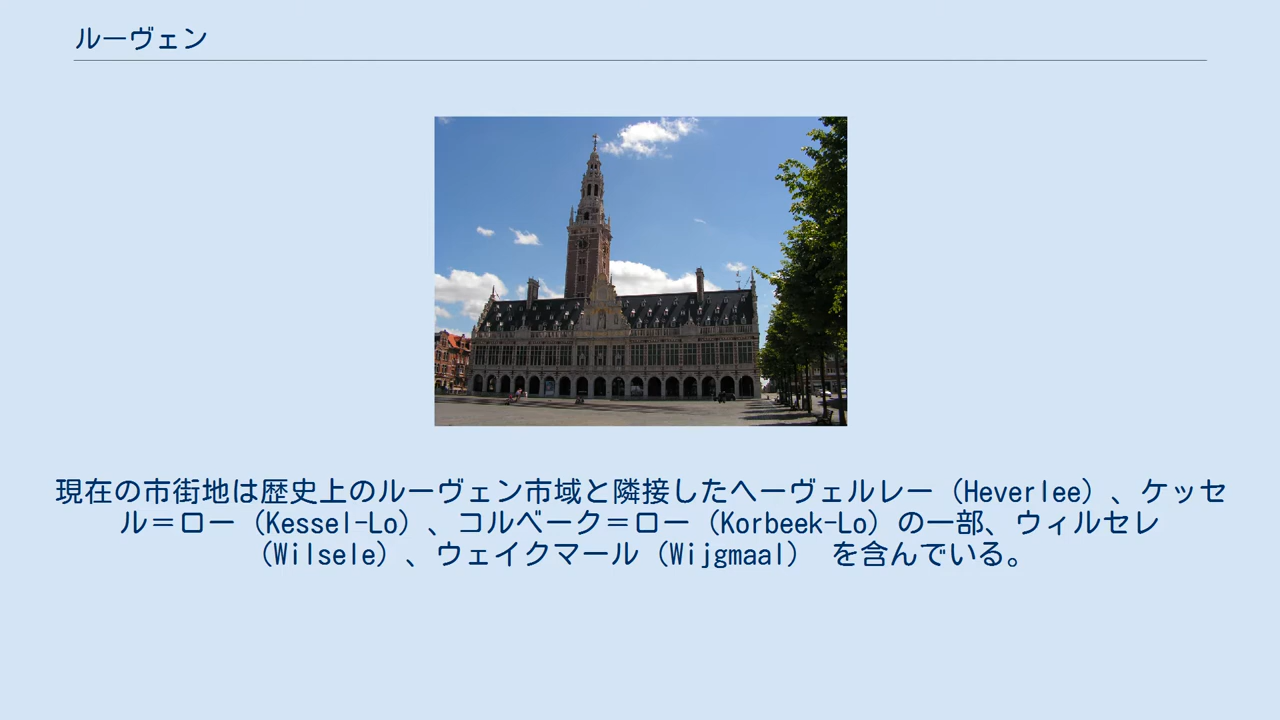 ルーヴェン
現在の市街地は歴史上のルーヴェン市域と隣接したヘーヴェルレー（Heverlee）、ケッセ
ル＝ロー（Kessel-Lo）、コルベーク＝ロー（Korbeek-Lo）の一部、ウィルセレ
（Wilsele）、ウェイクマール（Wijgmaal） を含んでいる。